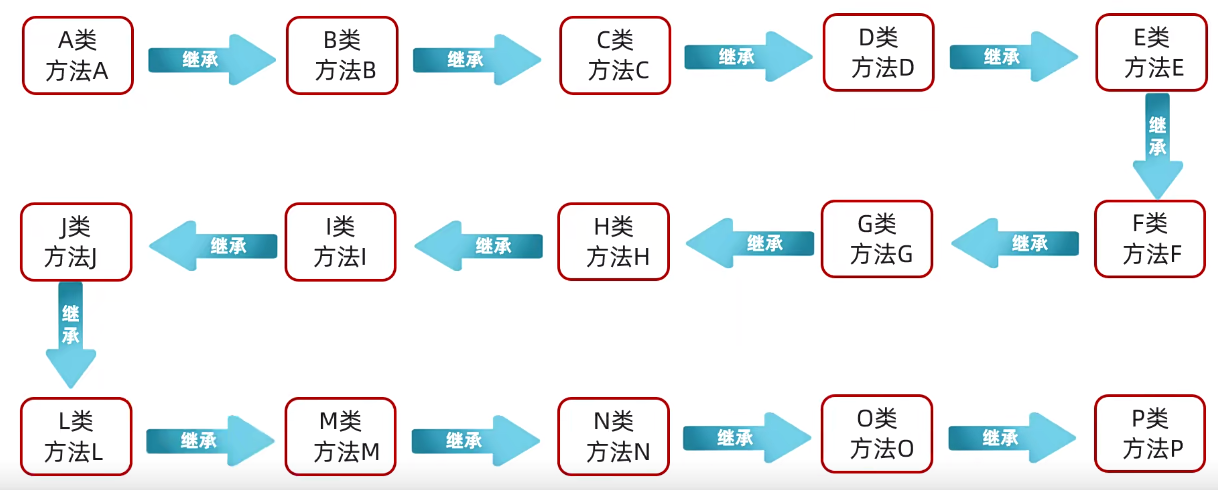 A类
方法A
继承
B类
方法B
继承
C类
方法C
继承
D类
方法D
继承
E类
方法E
继
承
F类
方法F
继承
G类
方法G
继承
H类
方法H
继承
I类
方法I
继承
J类
方法J
继
承
L类
方法L
继承
M类
方法M
继承
N类
方法N
继承
O类
方法O
继承
P类
方法P